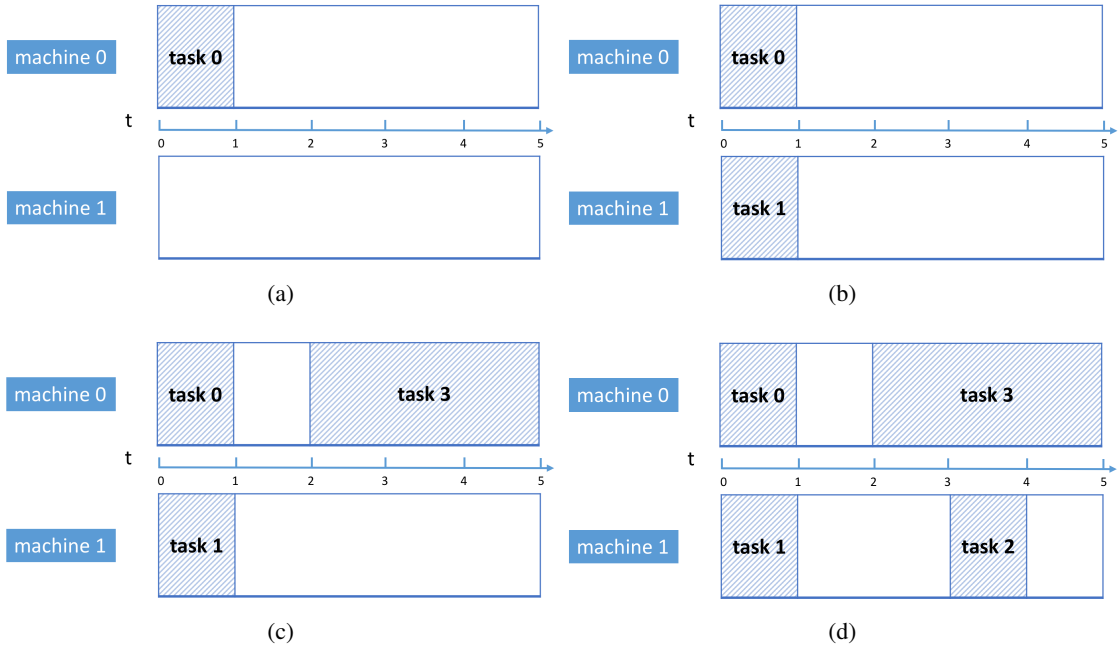 machine 0
task 0
t
0 1 2 3 4 5
machine 1
(a)
machine 0
task 0
t
0 1 2 3 4 5
machine 1
task 1
(b)
machine 0
task 0
task 3
t
0 1 2 3 4 5
machine 1
task 1
(c)
machine 0
task 0
task 3
t
0 1 2 3 4 5
machine 1
task 1
task 2
(d)